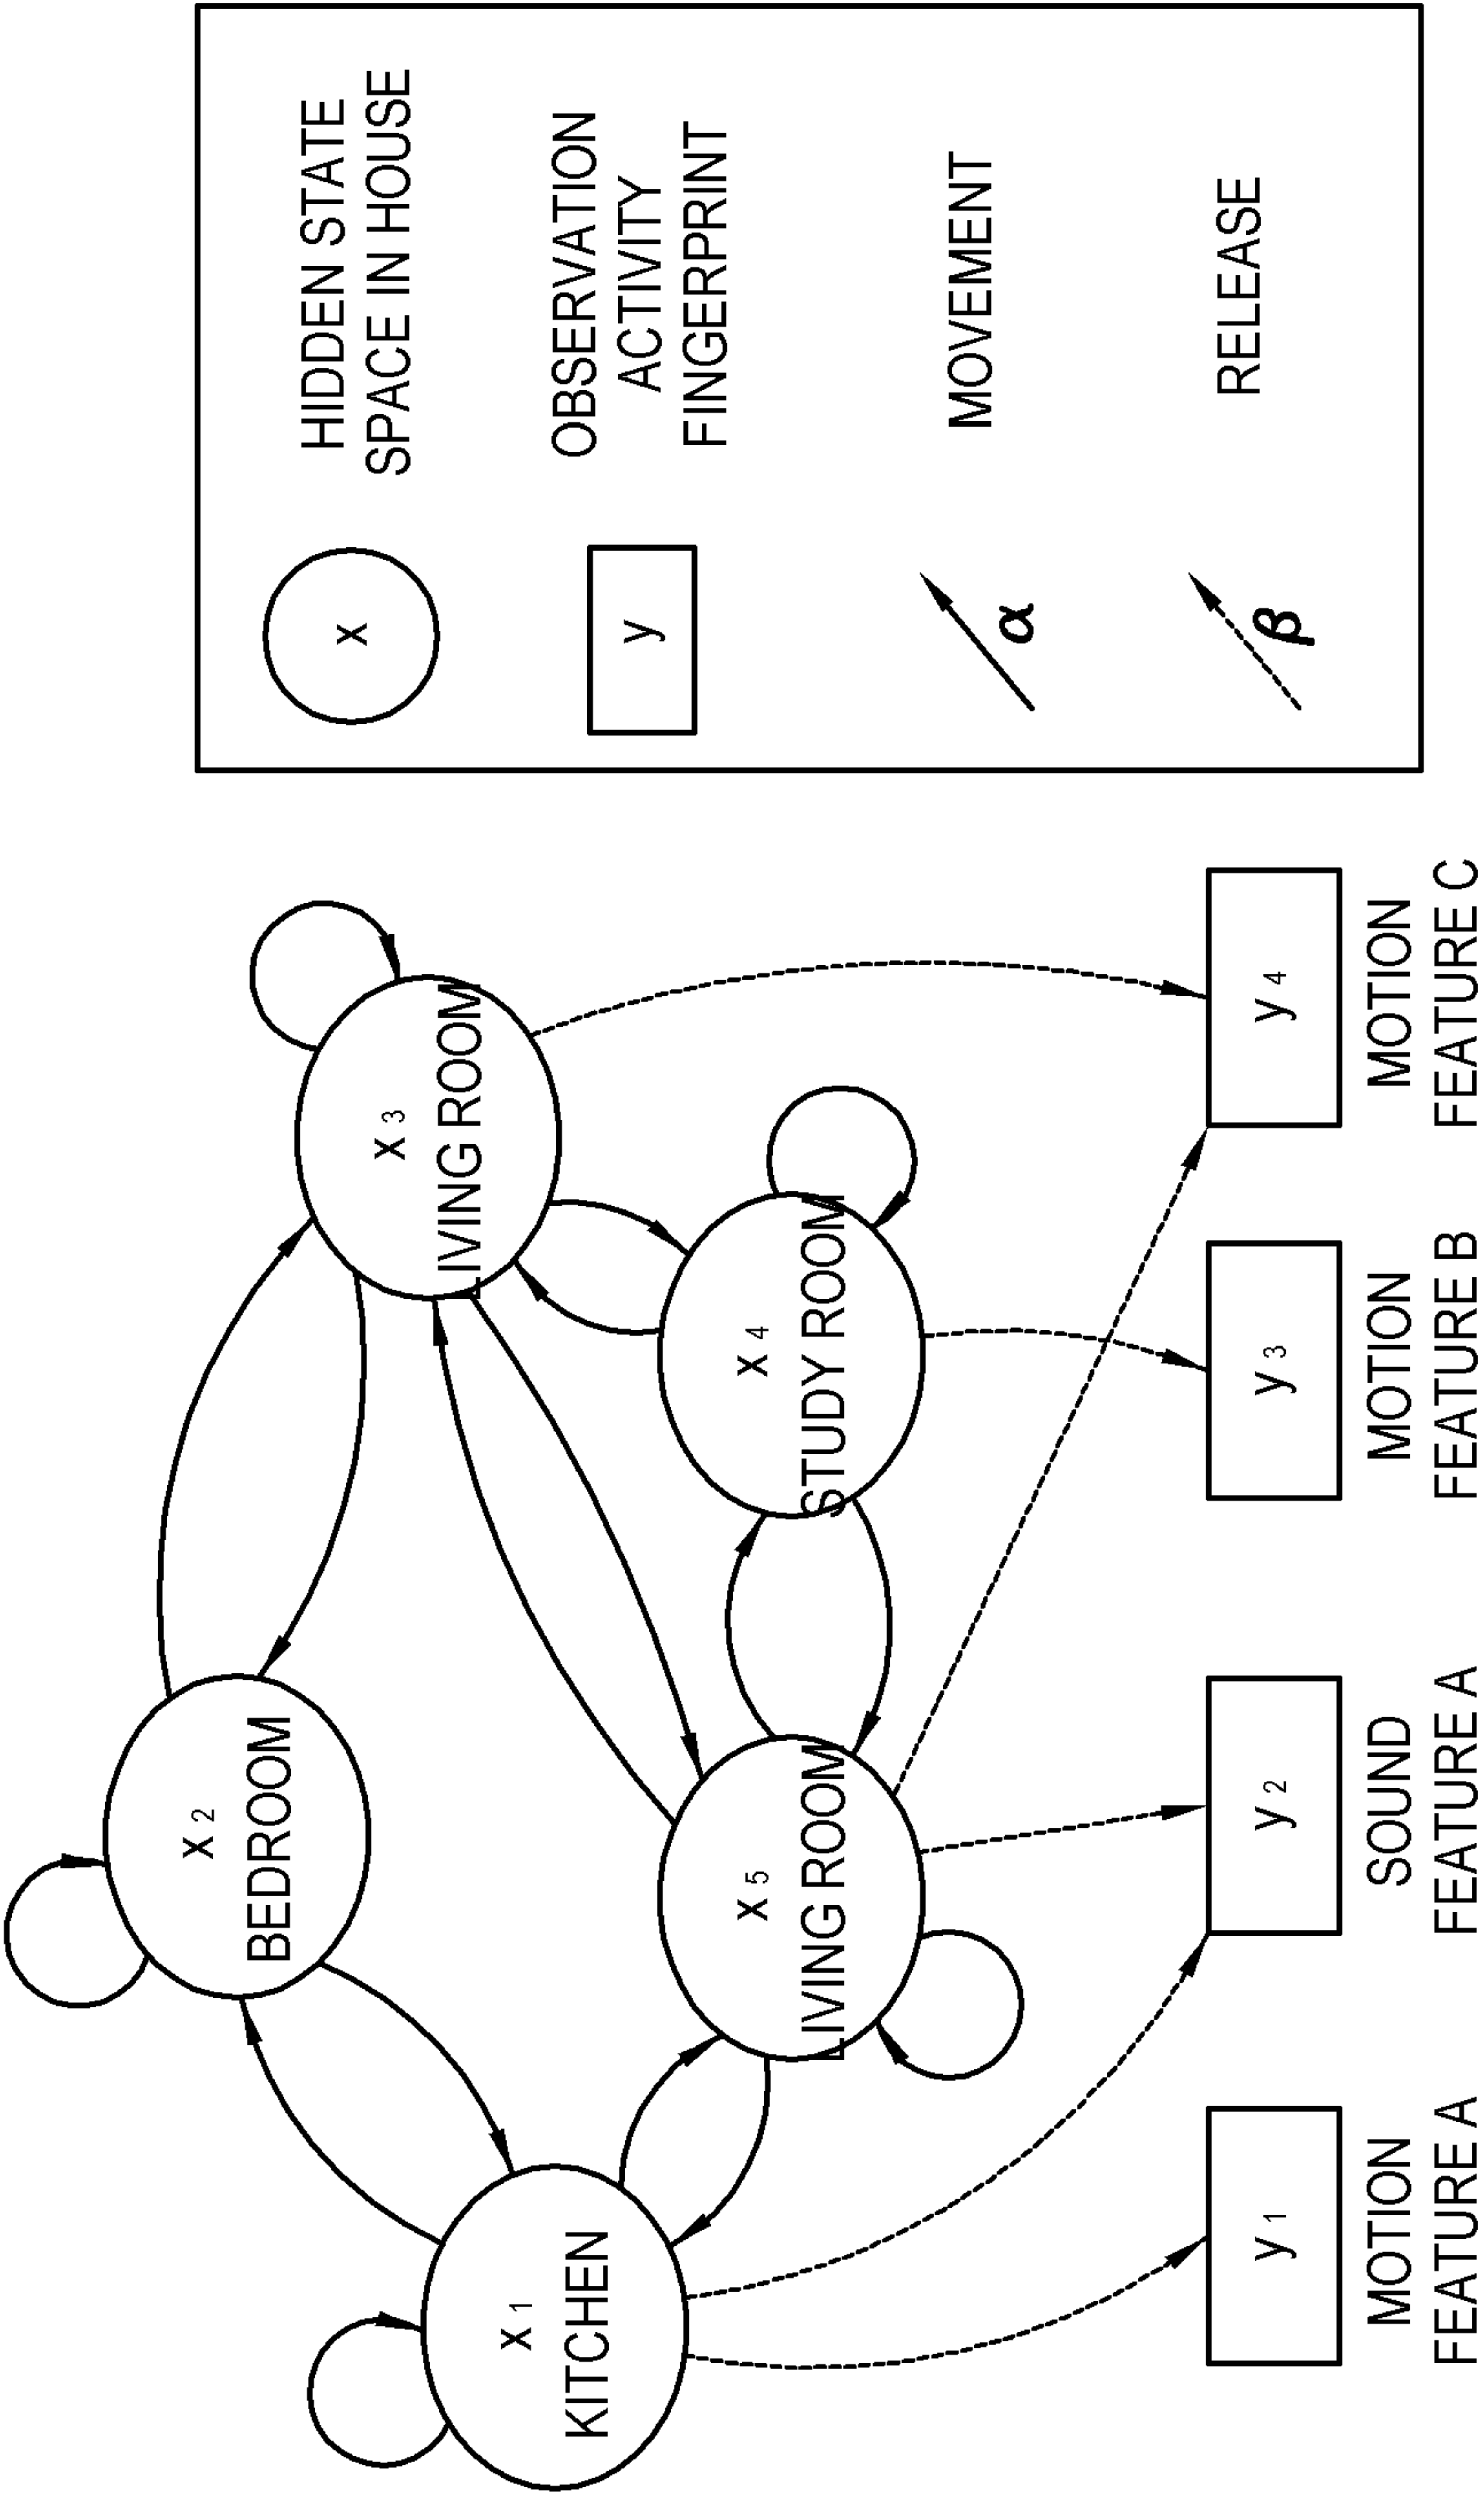 x 1
KITCHEN
x 2
BEDROOM
x 3
LIVING ROOM
x 4
STUDY ROOM
x 5
LIVING ROOM
y 1
MOTION
FEATURE A
y 2
SOUND
FEATURE A
y 3
MOTION
FEATURE B
y 4
MOTION
FEATURE C
x
HIDDEN STATE
SPACE IN HOUSE
y
OBSERVATION
ACTIVITY
FINGERPRINT
α
MOVEMENT
β
RELEASE